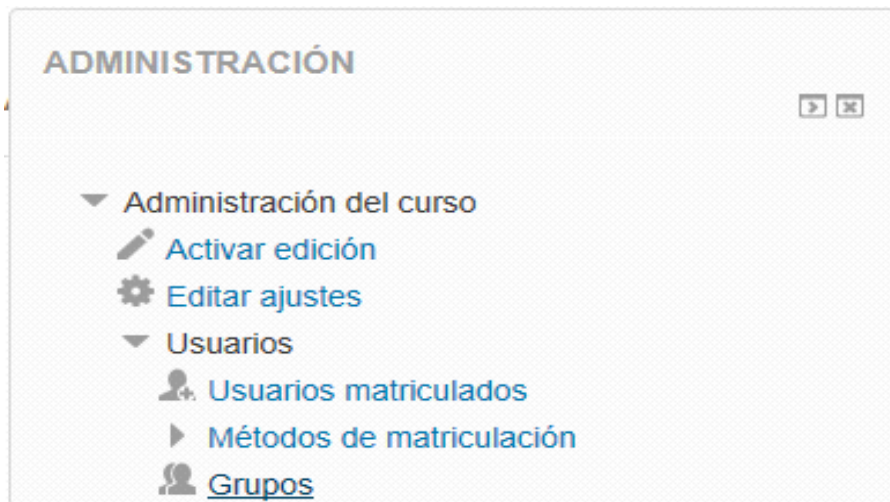 ADMINISTRACIÓN
Administración del curso
Activar edición
Editar ajustes
Usuarios
Usuarios matriculados
Métodos de matriculación
Grupos